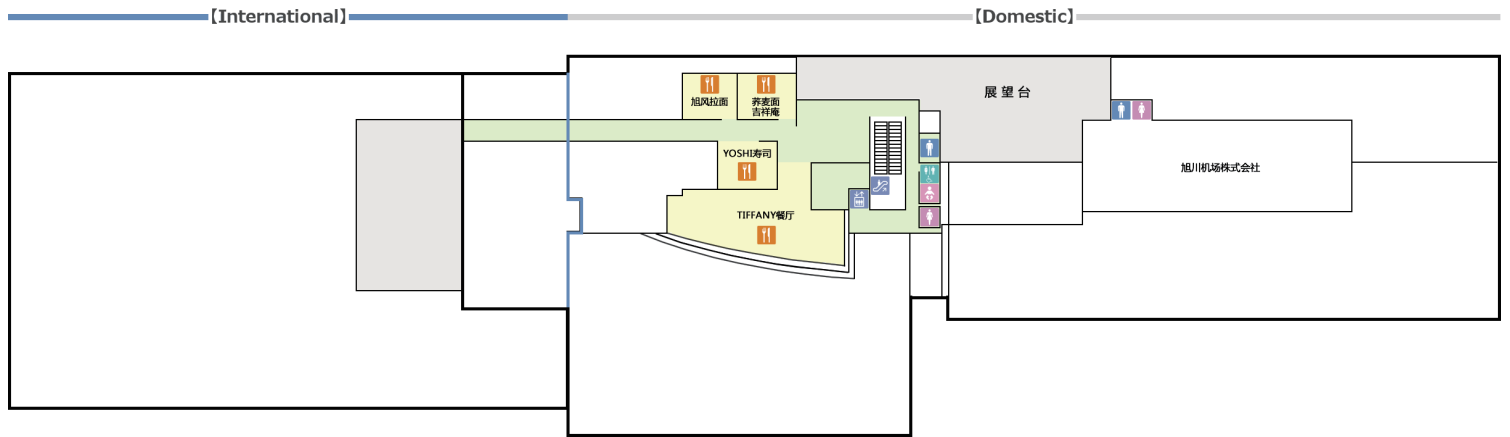 【International】
【Domestic】
旭风拉面
荞麦面
吉祥庵
展望台
YOSHI寿司
旭川机场株式会社
TIFFANY餐厅